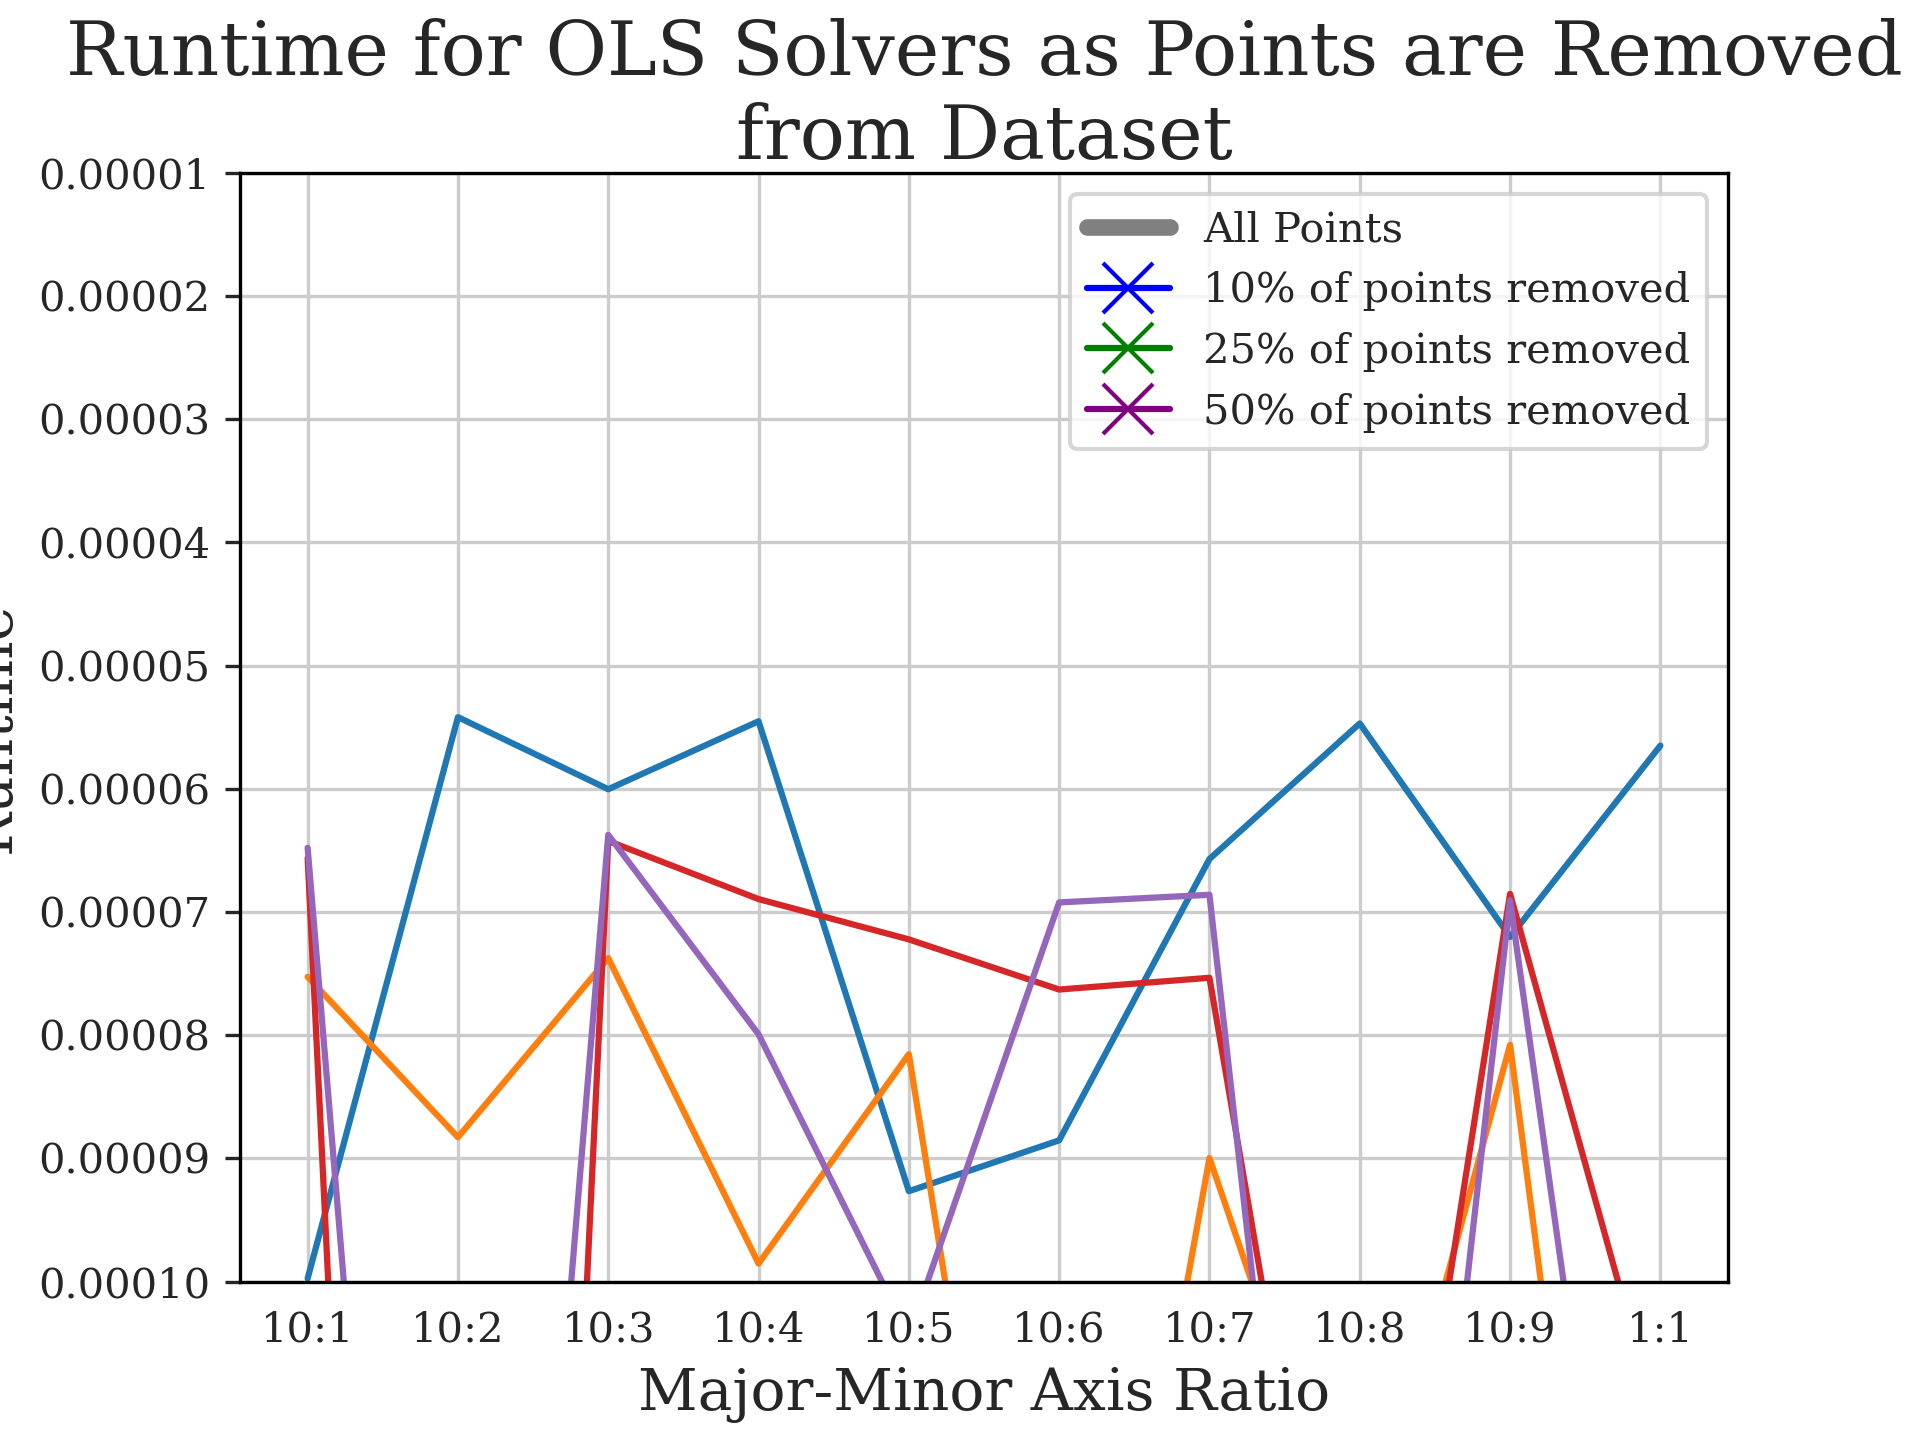 Runtime for OLS Solvers as Points are Removed
from Dataset
0.00001
0.00002
0.00003
0.00004
0.00005
0.00006
0.00007
0.00008
0.00009
0.00010
Runtime
All Points
10% of points removed
25% of points removed
50% of points removed
10:1 10:2 10:3 10:4 10:5 10:6 10:7 10:8 10:9 1:1
Major-Minor Axis Ratio